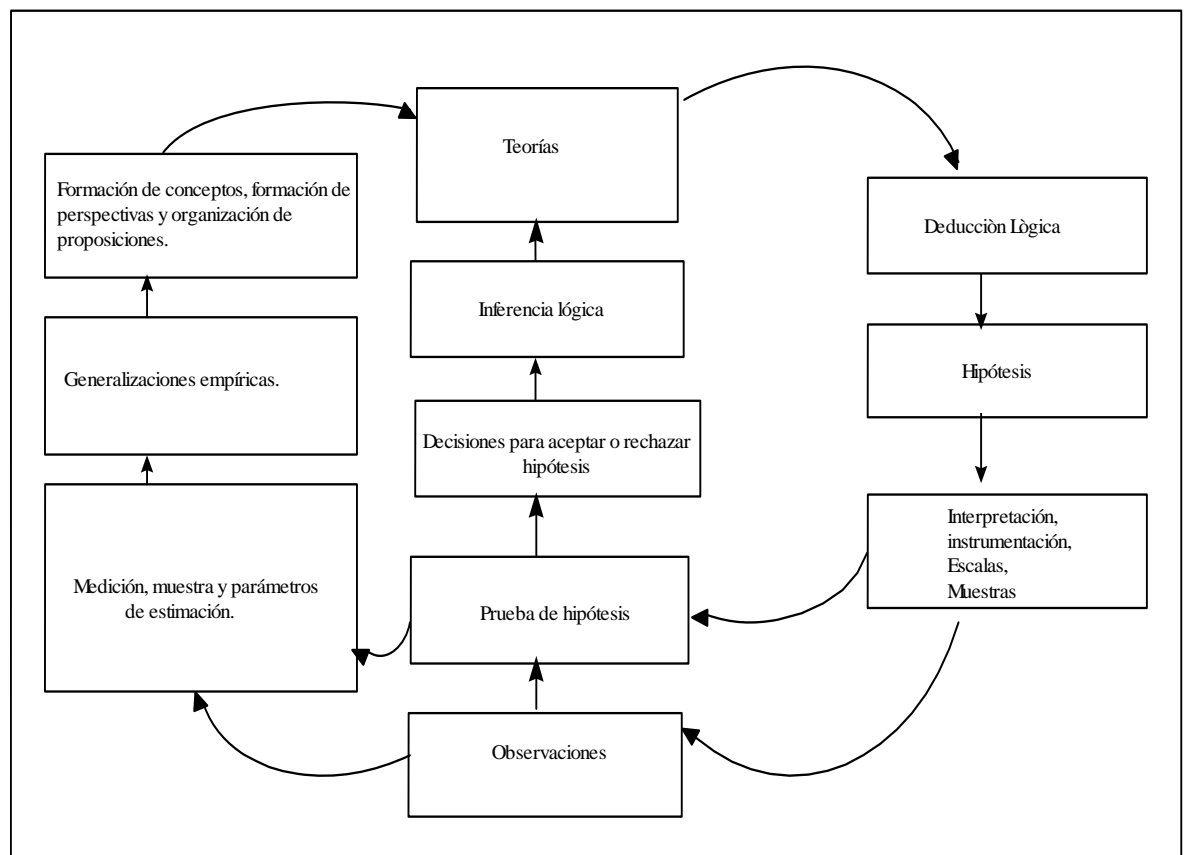 Teorías
Formación de conceptos, formación de
perspectivas y organización de
proposiciones.
Deducciòn Lògica
Inferencia lógica
Generalizaciones empíricas.
Hipótesis
Decisiones para aceptar o rechazar
hipótesis
Interpretación,
instrumentación,
Escalas,
Muestras
Medición, muestra y parámetros
de estimación.
Prueba de hipótesis
Observaciones